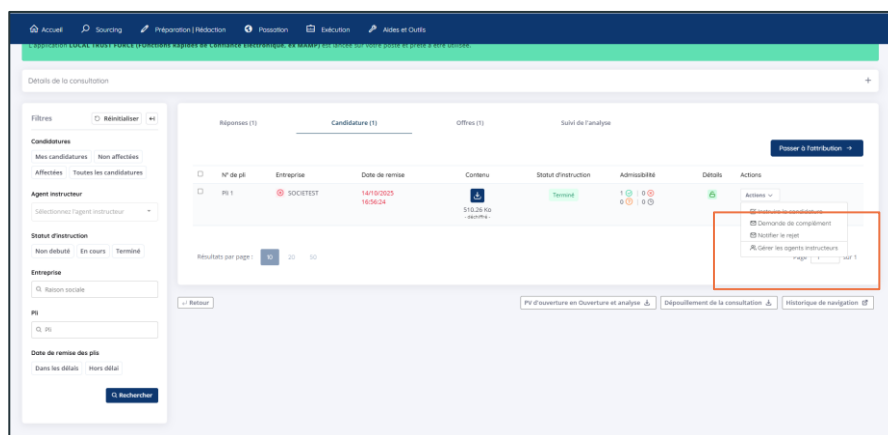 Accueil Sourcing Préparation | Rédaction Passation Exécution Aides et Outils
L'application LOCAL TRUST FORCE (FOnctions Rapides de Confiance Electronique, ex MAMP) est lancée sur votre poste et prête à être utilisée.
Détails de la consultation +
Filtres Réinitialiser
Candidatures
Mes candidatures Non affectées
Affectées Toutes les candidatures
Agent instructeur
Sélectionnez l'agent instructeur
Statut d'instruction
Non debuté En cours Terminé
Entreprise
Raison sociale
Pli
Pli
Date de remise des plis
Dans les délais Hors délai
Rechercher
Réponses (1) Candidature (1) Offres (1) Suivi de l'analyse
Passer à l'attribution →
N° de pli Entreprise Date de remise Contenu Statut d'instruction Admissibilité Détails Actions
Pli 1 SOCIETEST 14/10/2025 16:56:24 Terminé 1 0 Actions
0 0
510.26 Ko
Instruire la candidature
Demande de complément
Notifier le rejet
Gérer les agents instructeurs
Résultats par page : 10 20 50 Page 1 sur 1
Retour PV d'ouverture en Ouverture et analyse Dépouillement de la consultation Historique de navigation